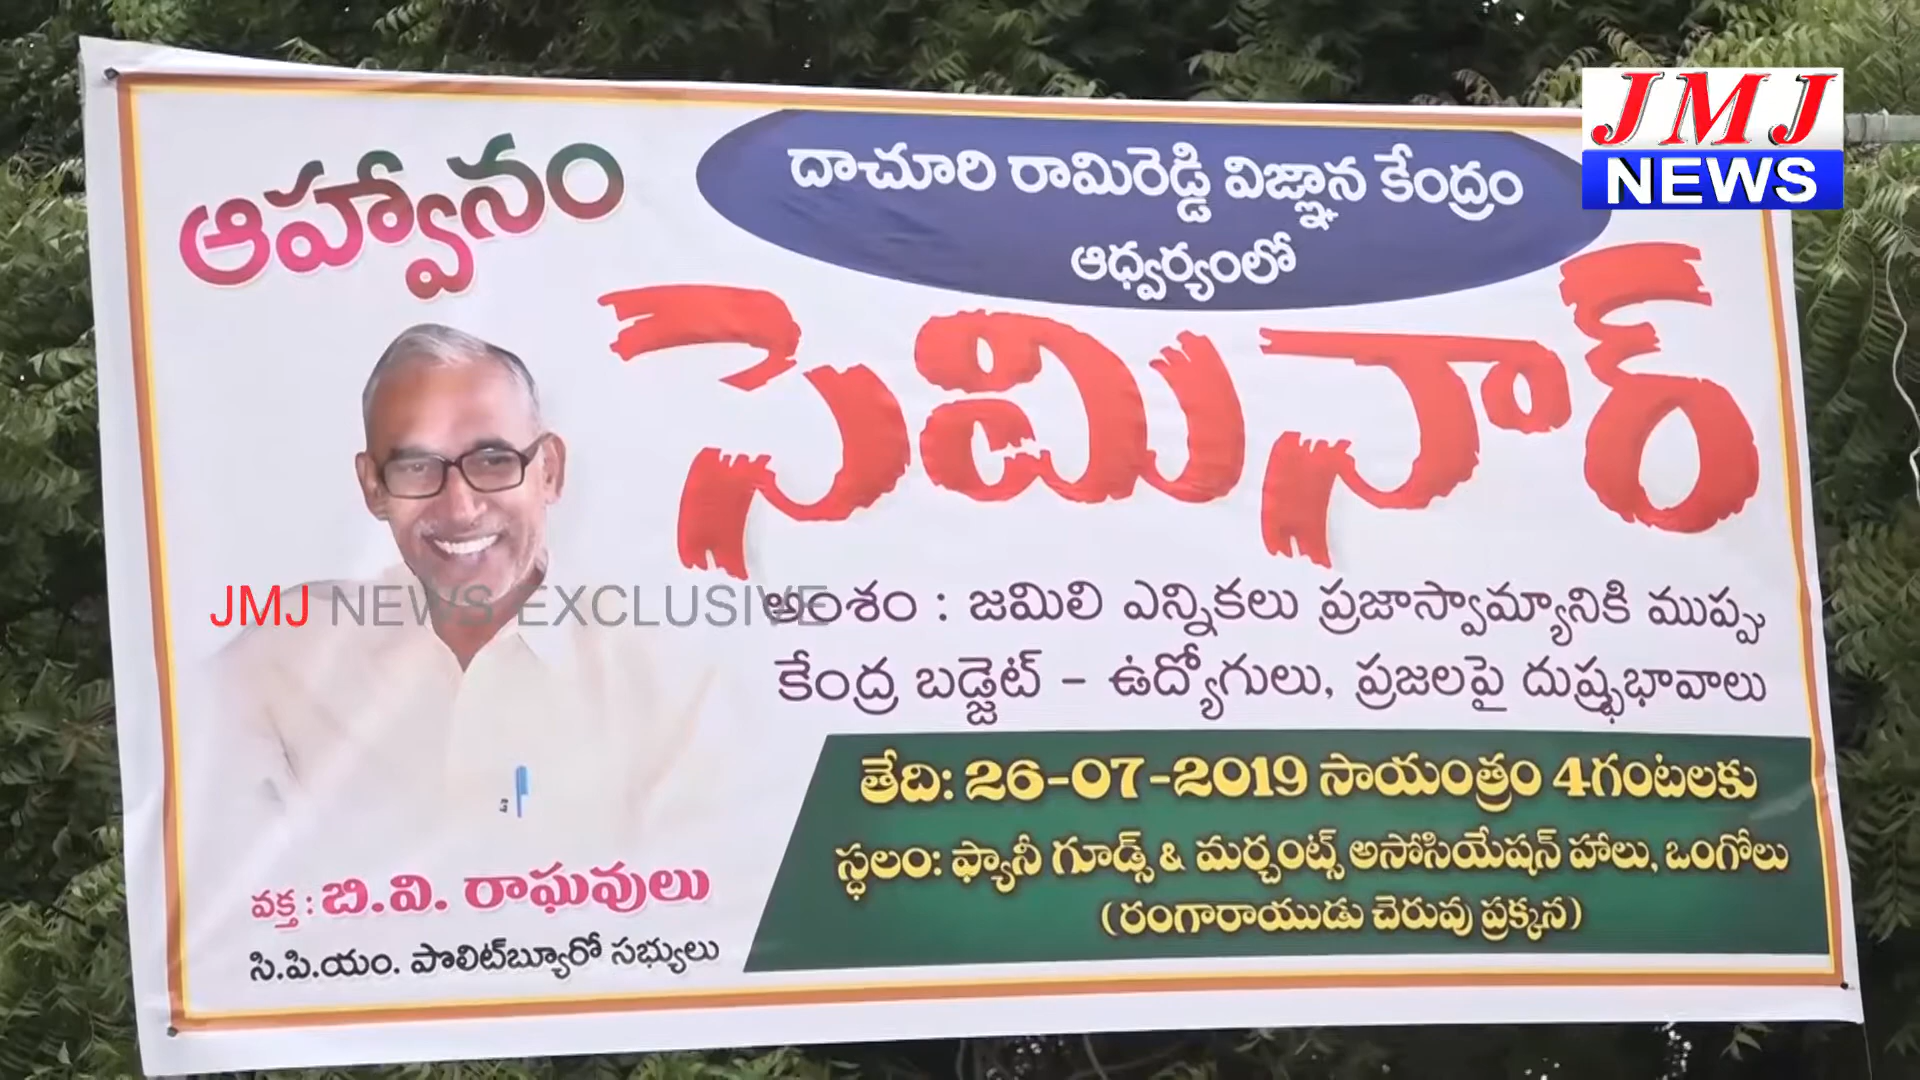 JMJ
NEWS
ఆహ్వానం
దాచూరి రామిరెడ్డి విజ్ఞాన కేంద్రం
ఆధ్వర్యంలో
సెమినార్
అంశం : జమిలి ఎన్నికలు ప్రజాస్వామ్యానికి ముప్పు
కేంద్ర బడ్జెట్ - ఉద్యోగులు, ప్రజలపై దుష్ప్రభావాలు
JMJ NEWS EXCLUSIVE
తేది: 26-07-2019 సాయంత్రం 4గంటలకు
స్థలం: ఫ్యానీ గూడ్స్ & మర్చంట్స్ అసోసియేషన్ హాలు, ఒంగోలు
(రంగారాయుడు చెరువు ప్రక్కన)
వక్త : బి.వి. రాఘవులు
సి.పి.యం. పొలిట్‌బ్యూరో సభ్యులు